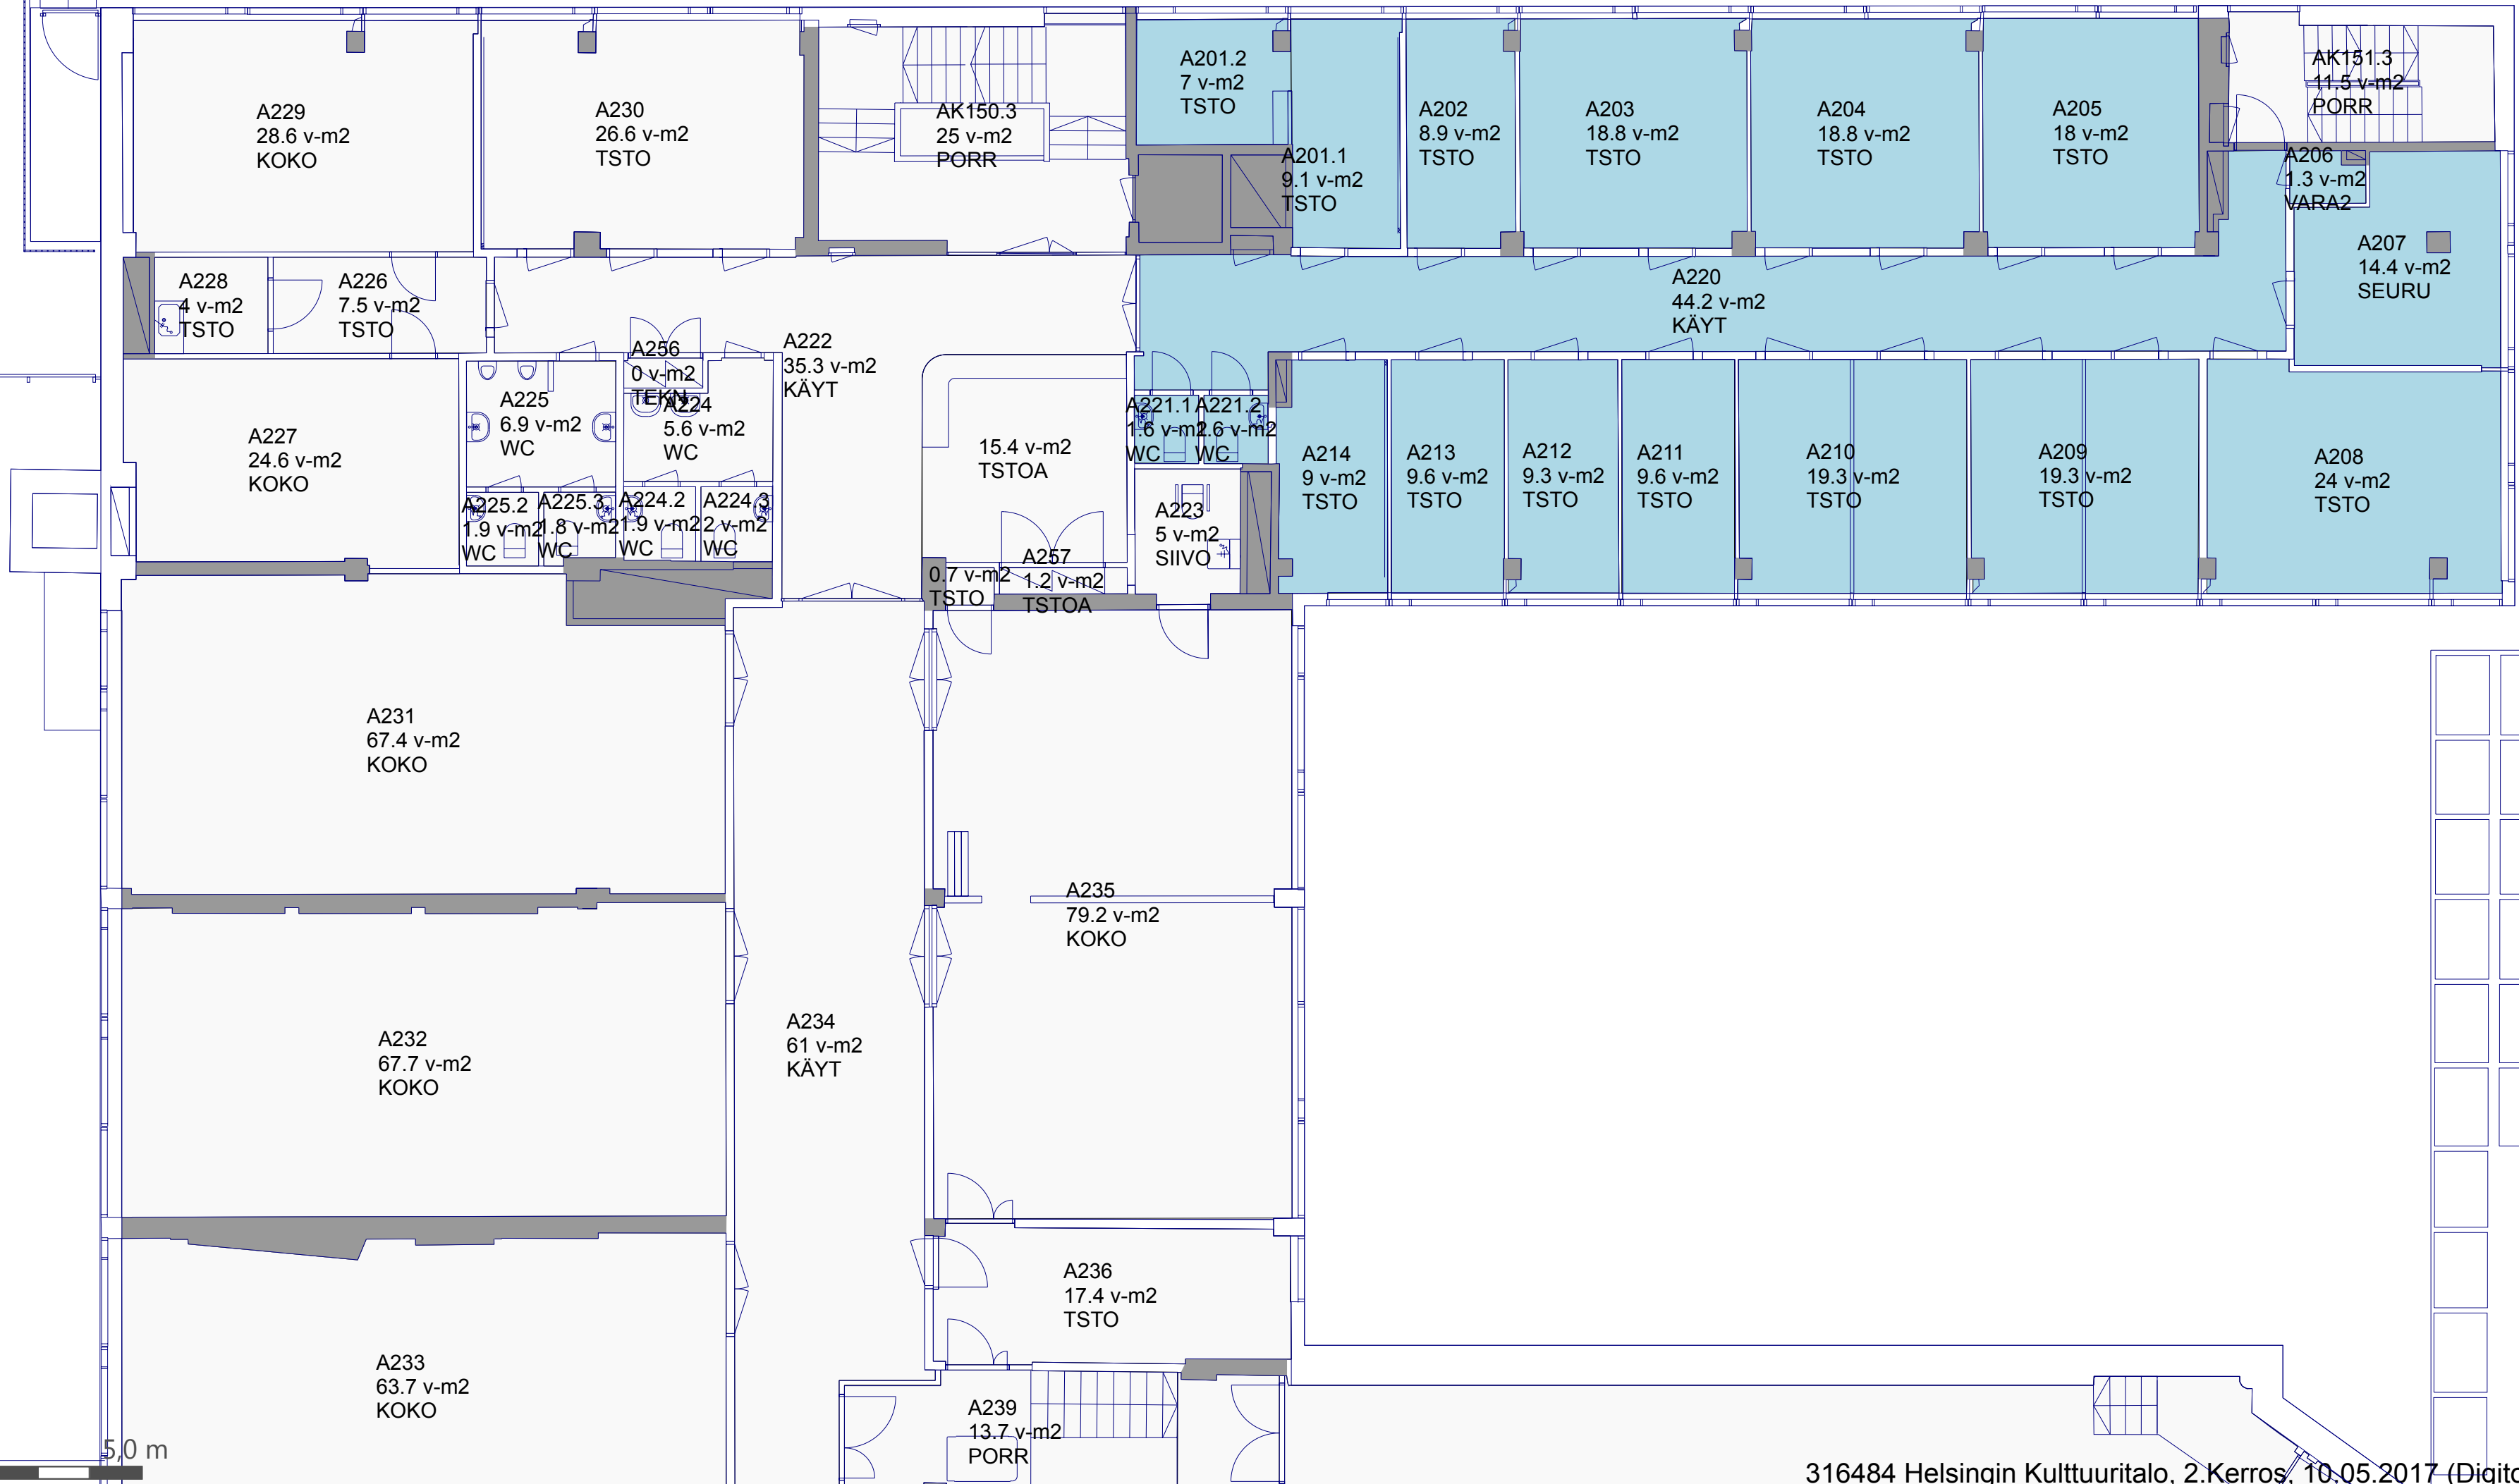 A229
28.6 v-m2
KOKO
A230
26.6 v-m2
TSTO
AK150.3
25 v-m2
PORR
A201.2
7 v-m2
TSTO
A201.1
9.1 v-m2
TSTO
A202
8.9 v-m2
TSTO
A203
18.8 v-m2
TSTO
A204
18.8 v-m2
TSTO
A205
18 v-m2
TSTO
AK151.3
11.5 v-m2
PORR
A206
1.3 v-m2
VARA2
A207
14.4 v-m2
SEURU
A228
4 v-m2
TSTO
A226
7.5 v-m2
TSTO
A222
35.3 v-m2
KÄYT
A220
44.2 v-m2
KÄYT
A256
0 v-m2
TEKN
A224
5.6 v-m2
WC
A225
6.9 v-m2
WC
A227
24.6 v-m2
KOKO
A225.2
1.9 v-m2
WC
A225.3
1.8 v-m2
WC
A224.2
1.9 v-m2
WC
A224.3
2 v-m2
WC
15.4 v-m2
TSTOA
A221.1
1.6 v-m2
WC
A221.2
1.6 v-m2
WC
A223
5 v-m2
SIIVO
0.7 v-m2
TSTO
A257
1.2 v-m2
TSTOA
A214
9 v-m2
TSTO
A213
9.6 v-m2
TSTO
A212
9.3 v-m2
TSTO
A211
9.6 v-m2
TSTO
A210
19.3 v-m2
TSTO
A209
19.3 v-m2
TSTO
A208
24 v-m2
TSTO
A231
67.4 v-m2
KOKO
A235
79.2 v-m2
KOKO
A232
67.7 v-m2
KOKO
A234
61 v-m2
KÄYT
A236
17.4 v-m2
TSTO
A233
63.7 v-m2
KOKO
A239
13.7 v-m2
PORR
5,0 m
316484 Helsingin Kulttuuritalo, 2.Kerros, 10.05.2017 (Digit